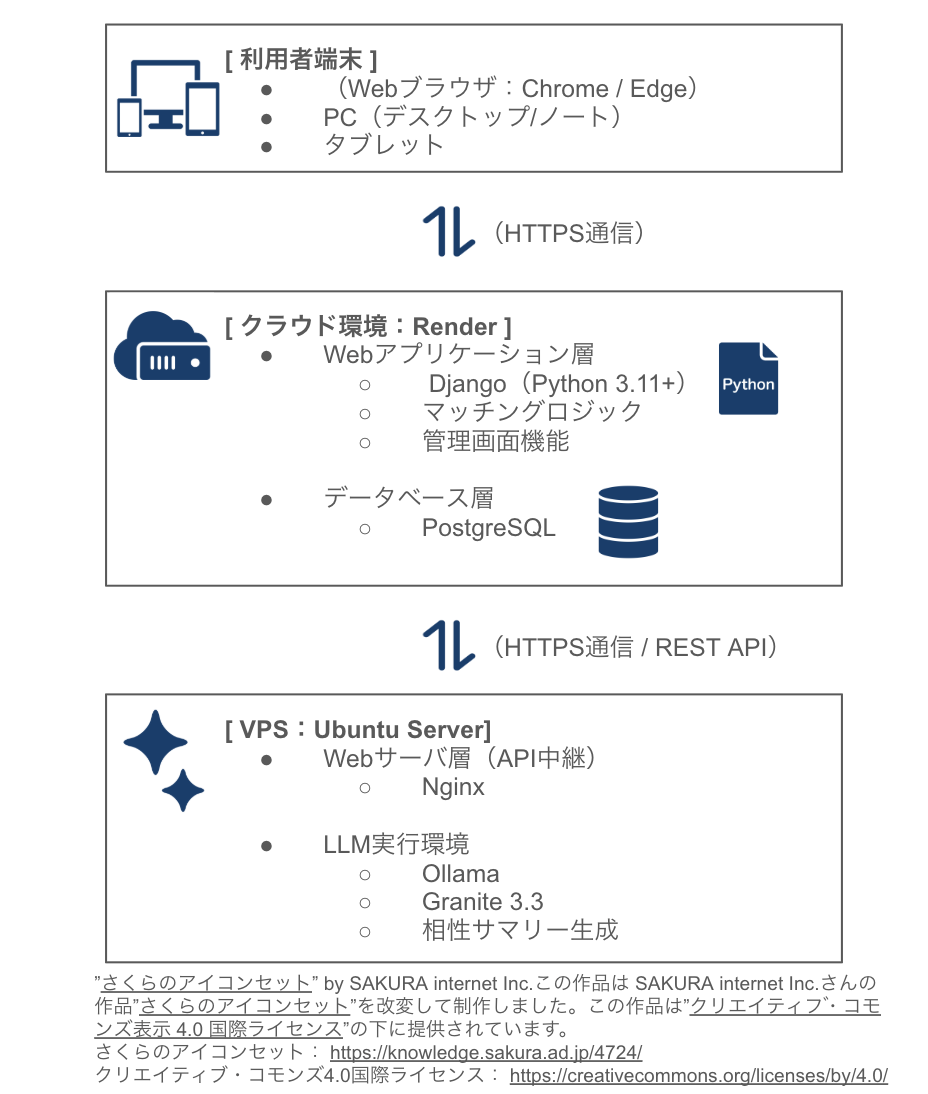 [ 利用者端末 ]
● （Webブラウザ：Chrome / Edge）
● PC（デスクトップ/ノート）
● タブレット
（HTTPS通信）
[ クラウド環境：Render ]
● Webアプリケーション層
○ Django（Python 3.11+）
Python
○ マッチングロジック
○ 管理画面機能
● データベース層
○ PostgreSQL
（HTTPS通信 / REST API）
[ VPS：Ubuntu Server]
● Webサーバ層（API中継）
○ Nginx
● LLM実行環境
○ Ollama
○ Granite 3.3
○ 相性サマリー生成
”さくらのアイコンセット” by SAKURA internet Inc.この作品は SAKURA internet Inc.さんの
作品”さくらのアイコンセット”を改変して制作しました。この作品は”クリエイティブ・コモ
ンズ表示 4.0 国際ライセンス”の下に提供されています。
さくらのアイコンセット： https://knowledge.sakura.ad.jp/4724/
クリエイティブ・コモンズ4.0国際ライセンス： https://creativecommons.org/licenses/by/4.0/